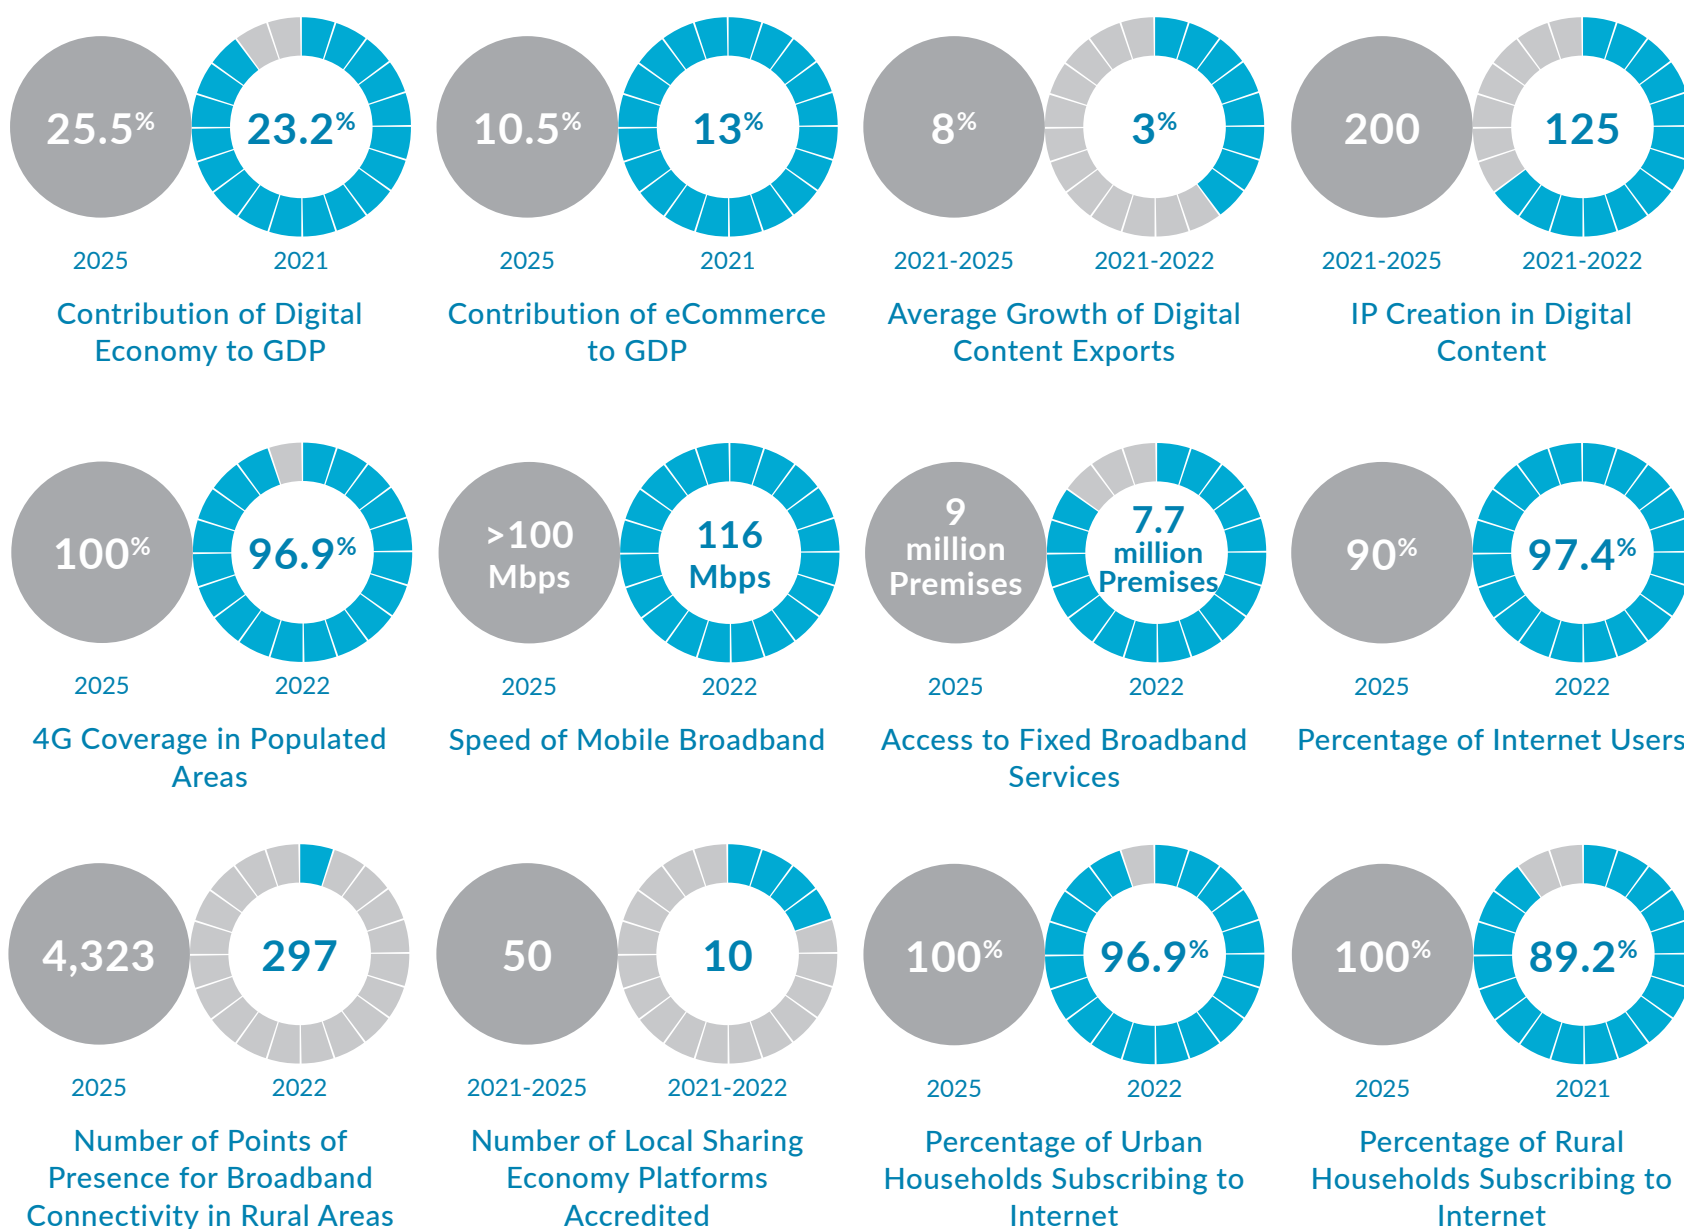 25.5%
23.2%
2025
2021
Contribution of Digital
Economy to GDP
10.5%
13%
2025
2021
Contribution of eCommerce
to GDP
8%
3%
2021-2025
2021-2022
Average Growth of Digital
Content Exports
200
125
2021-2025
2021-2022
IP Creation in Digital
Content
100%
96.9%
2025
2022
4G Coverage in Populated
Areas
>100
Mbps
116
Mbps
2025
2022
Speed of Mobile Broadband
9
million
Premises
7.7
million
Premises
2025
2022
Access to Fixed Broadband
Services
90%
97.4%
2025
2022
Percentage of Internet Users
4,323
297
2025
2022
Number of Points of
Presence for Broadband
Connectivity in Rural Areas
50
10
2021-2025
2021-2022
Number of Local Sharing
Economy Platforms
Accredited
100%
96.9%
2025
2022
Percentage of Urban
Households Subscribing to
Internet
100%
89.2%
2025
2021
Percentage of Rural
Households Subscribing to
Internet